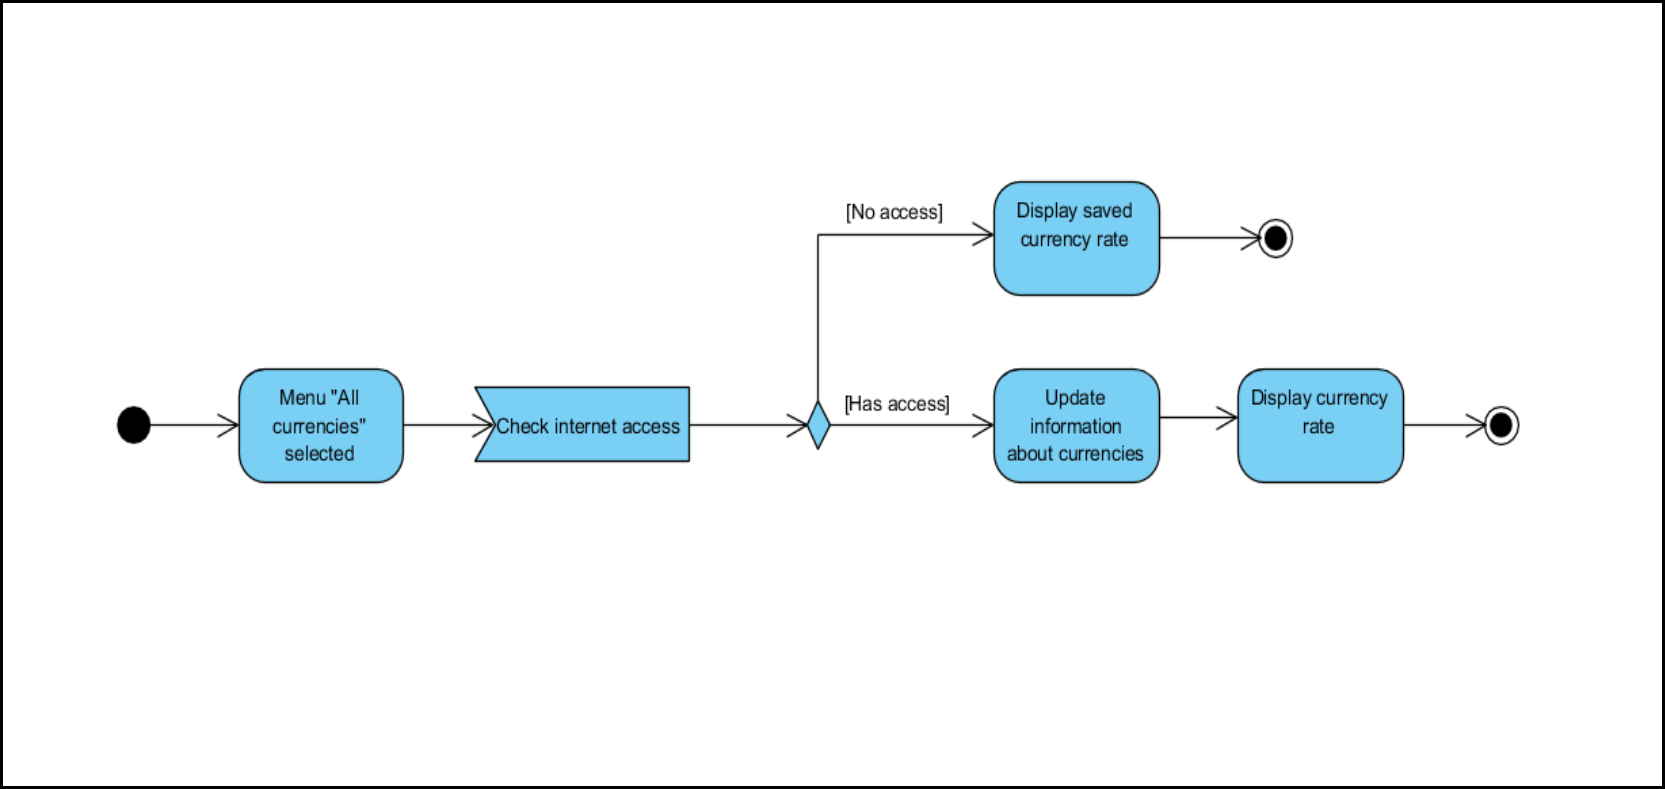 [No access]
Display saved
currency rate
Menu "All
currencies"
selected
Check internet access
[Has access]
Update
information
about currencies
Display currency
rate